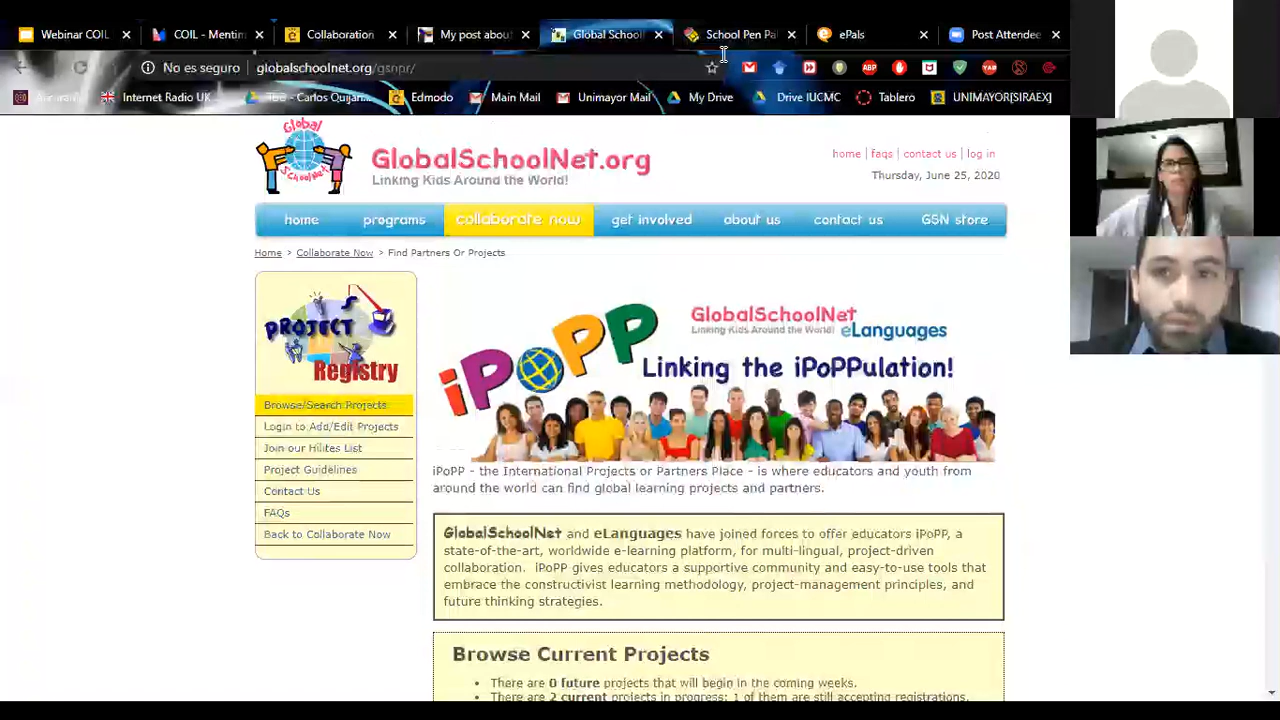 Webinar COIL
COIL - Mentim
Collaboration
My post abou
Global School
School Pen Pal
ePals
Post Attendee
No es seguro
globalschoolnet.org/gsnpr/
ABP
YAB
Internet Radio UK
- Carlos Quijan
Edmodo
Main Mail
Unimayor Mail
My Drive
Drive IUCMC
Tablero
UNIMAYOR[SIRAEX]
Global
SchoolNet
GlobalSchoolNet.org
Linking Kids Around the World!
home | faqs | contact us | log in
Thursday, June 25, 2020
home programs collaborate now get involved about us contact us GSN store
Home > Collaborate Now > Find Partners Or Projects
PROJECTS
Registry
Browse/Search Projects
Login to Add/Edit Projects
Join our Hilites List
Project Guidelines
Contact Us
FAQs
Back to Collaborate Now
iPoPP
GlobalSchoolNet
Linking Kids Around the World! eLanguages
Linking the iPoPPulation!
iPoPP - the International Projects or Partners Place - is where educators and youth from
around the world can find global learning projects and partners.
GlobalSchoolNet and eLanguages have joined forces to offer educators iPoPP, a
state-of-the-art, worldwide e-learning platform, for multi-lingual, project-driven
collaboration. iPoPP gives educators a supportive community and easy-to-use tools that
embrace the constructivist learning methodology, project-management principles, and
future thinking strategies.
Browse Current Projects
• There are 0 future projects that will begin in the coming weeks.
• There are 2 current projects in progress; 1 of them are still accepting registrations.